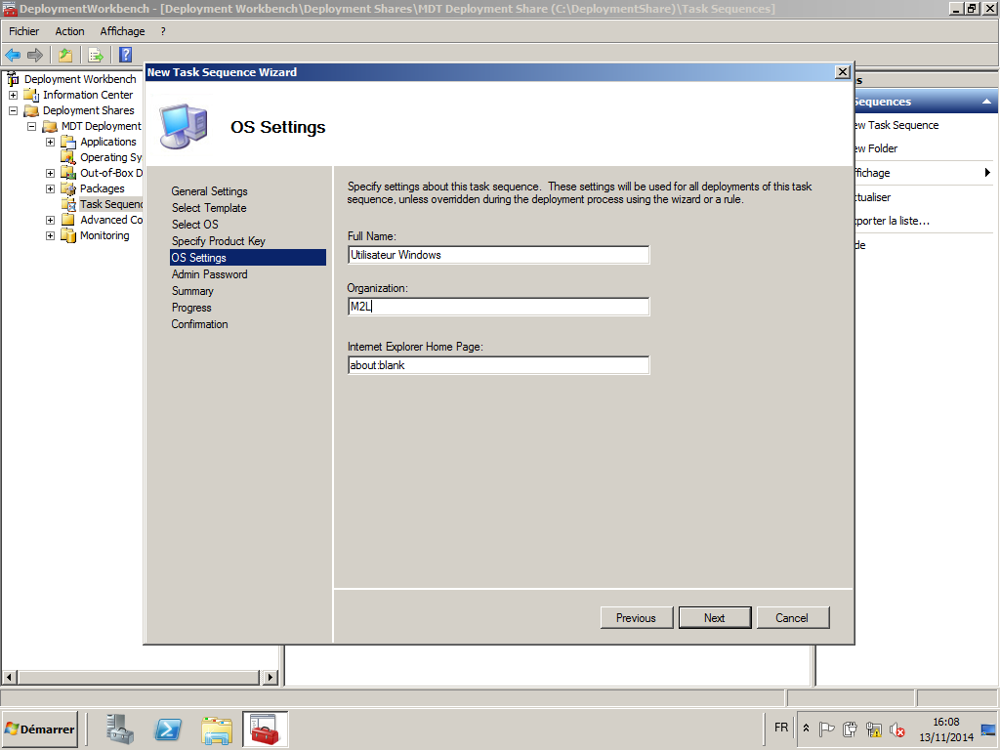 DeploymentWorkbench - [Deployment Workbench\Deployment Shares\MDT Deployment Share (C:\DeploymentShare)\Task Sequences]
Fichier Action Affichage ?
Deployment Workbench
Information Center
Deployment Shares
MDT Deployment
Applications
Operating Sy
Out-of-Box D
Packages
Task Sequenc
Advanced Co
Monitoring
New Task Sequence Wizard
OS Settings
General Settings
Select Template
Select OS
Specify Product Key
OS Settings
Admin Password
Summary
Progress
Confirmation
Specify settings about this task sequence. These settings will be used for all deployments of this task
sequence, unless overridden during the deployment process using the wizard or a rule.
Full Name:
Utilisateur Windows
Organization:
M2L
Internet Explorer Home Page:
about:blank
Previous Next Cancel
s
Sequences
ew Task Sequence
ew Folder
ffichage
ctualiser
xporter la liste...
de
Démarrer
FR
16:08
13/11/2014